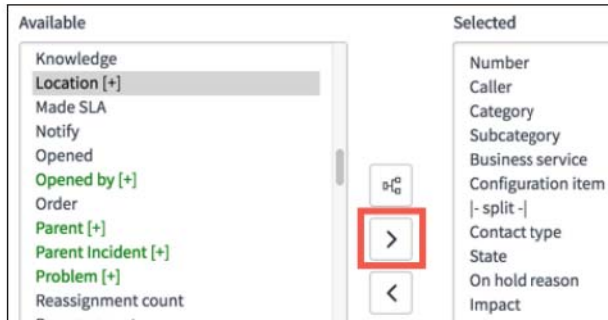 Available
Knowledge
Location [+]
Made SLA
Notify
Opened
Opened by [+]
Order
Parent [+]
Parent Incident [+]
Problem [+]
Reassignment count
Selected
Number
Caller
Category
Subcategory
Business service
Configuration item
|- split -|
Contact type
State
On hold reason
Impact